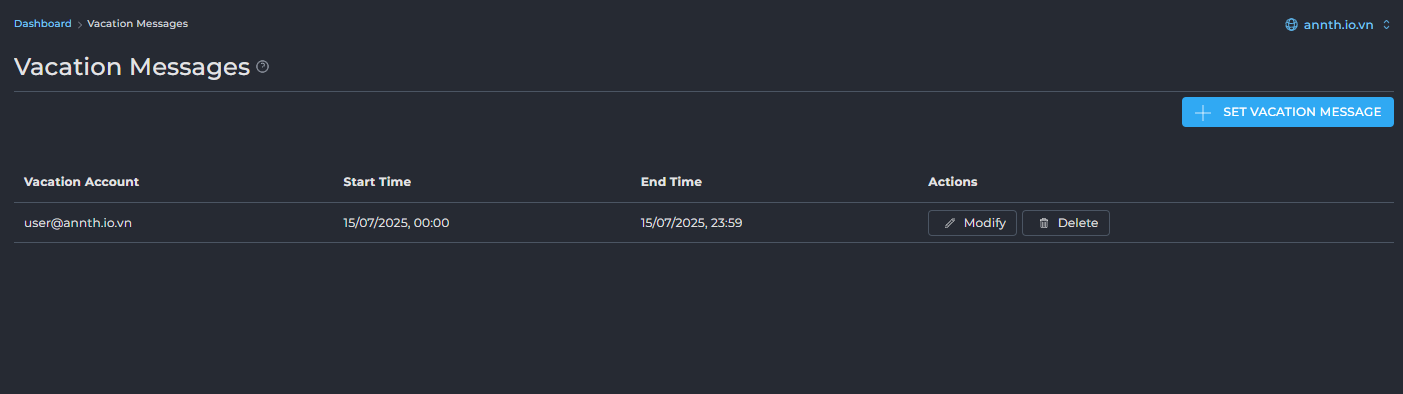 Dashboard > Vacation Messages
annth.io.vn
Vacation Messages
SET VACATION MESSAGE
Vacation Account Start Time End Time Actions
user@annth.io.vn 15/07/2025, 00:00 15/07/2025, 23:59 Modify Delete